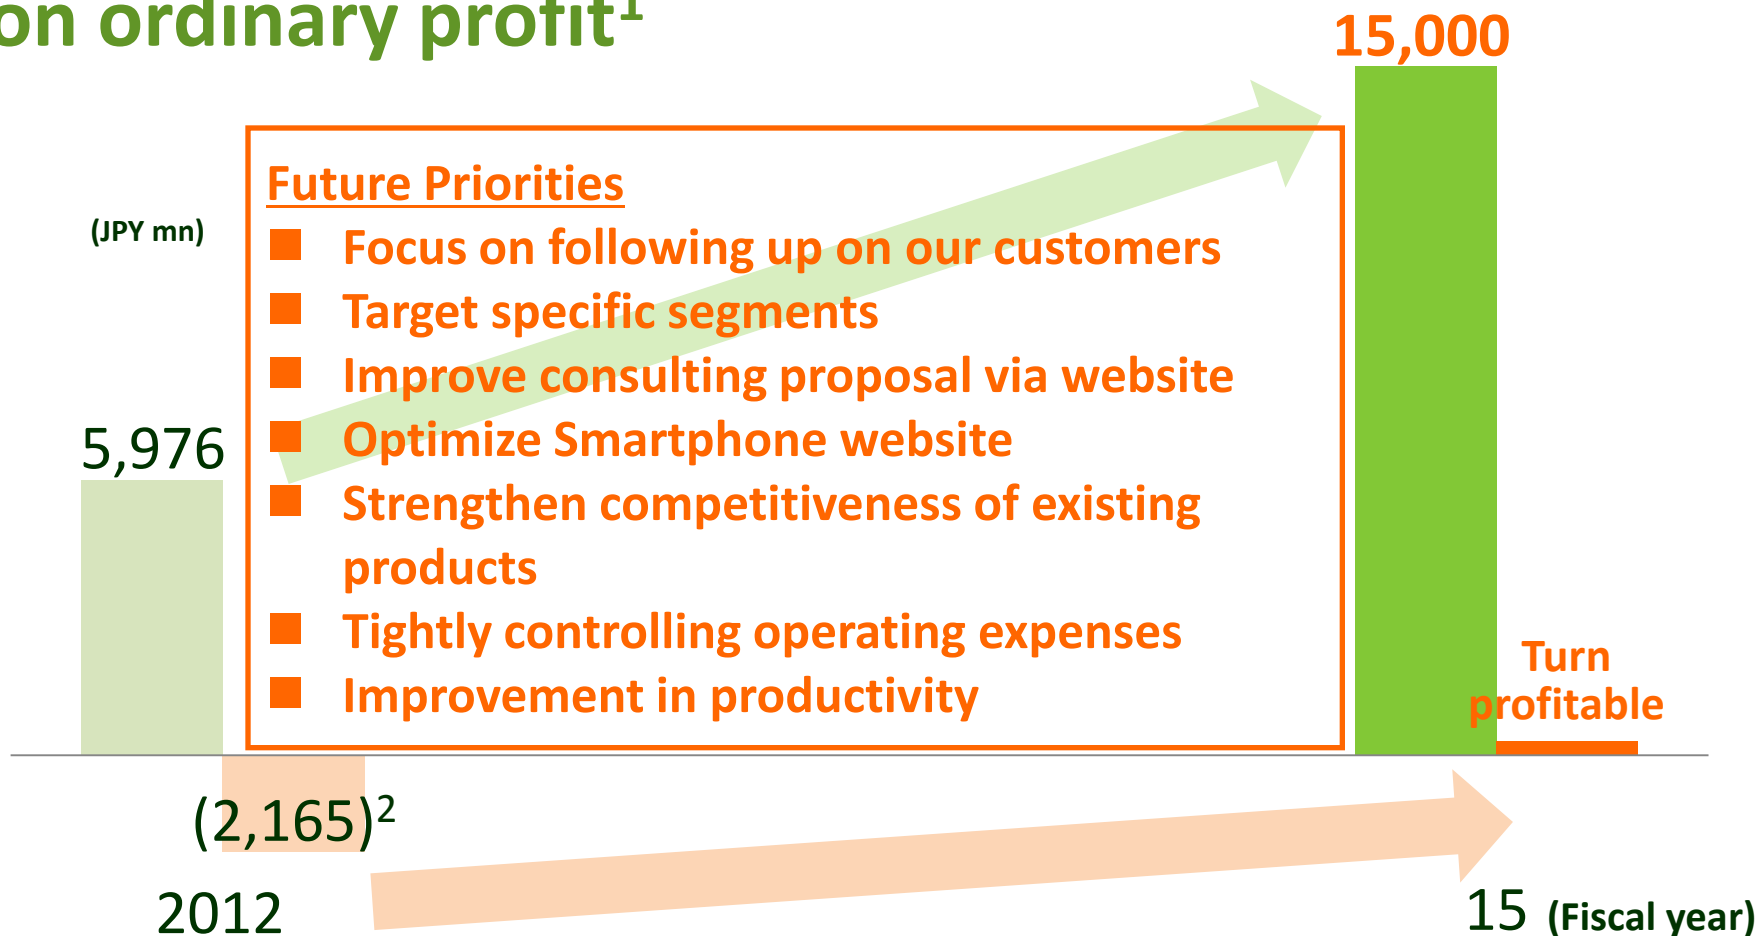 on ordinary profit¹
15,000
(JPY mn)
Future Priorities
■ Focus on following up on our customers
■ Target specific segments
■ Improve consulting proposal via website
■ Optimize Smartphone website
■ Strengthen competitiveness of existing
products
■ Tightly controlling operating expenses
■ Improvement in productivity
5,976
Turn
profitable
(2,165)²
2012
15 (Fiscal year)